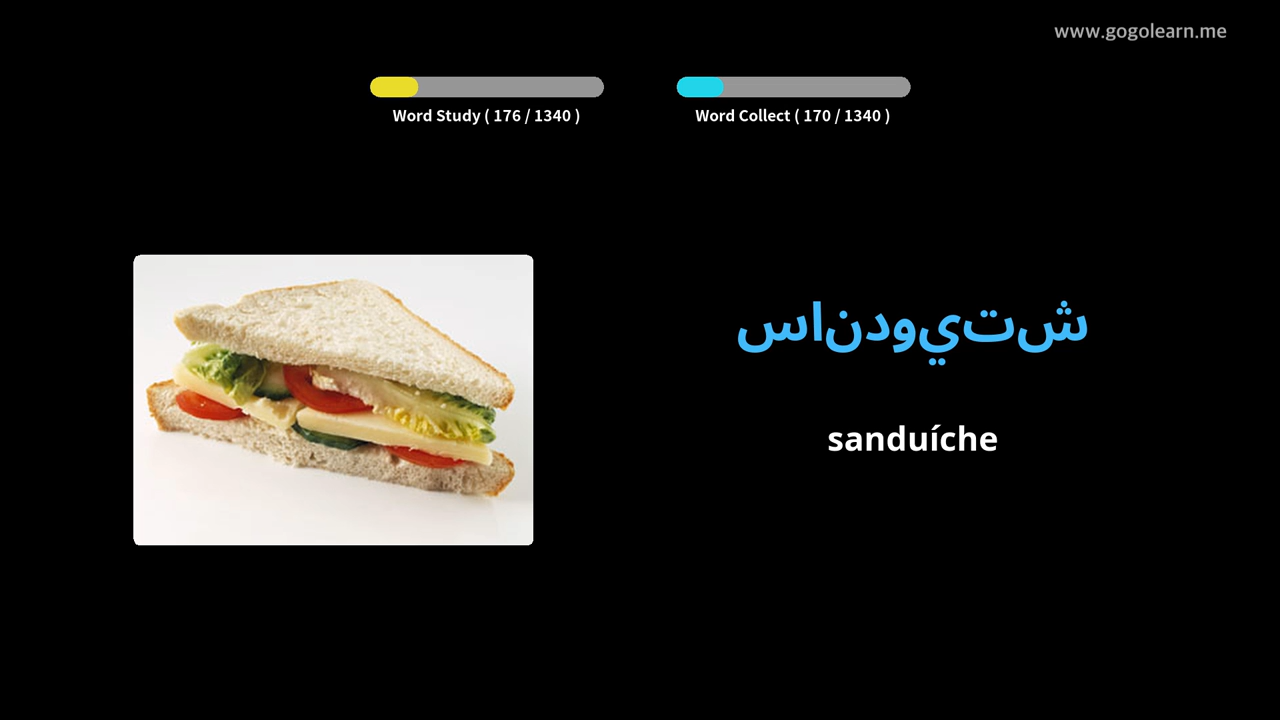 www.gogolearn.me
Word Study ( 176 / 1340 )
Word Collect ( 170 / 1340 )
ساندويتش
sanduíche